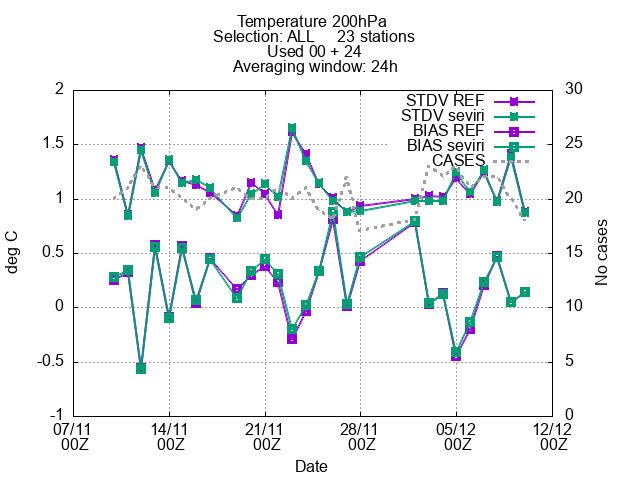 Temperature 200hPa
Selection: ALL     23 stations
Used 00 + 24
Averaging window: 24h
STDV REF
STDV seviri
BIAS REF
BIAS seviri
CASES
2
1.5
1
0.5
0
-0.5
-1
deg C
30
25
20
15
10
5
0
No cases
07/11 14/11 21/11 28/11 05/12 12/12
00Z 00Z 00Z 00Z 00Z 00Z
Date